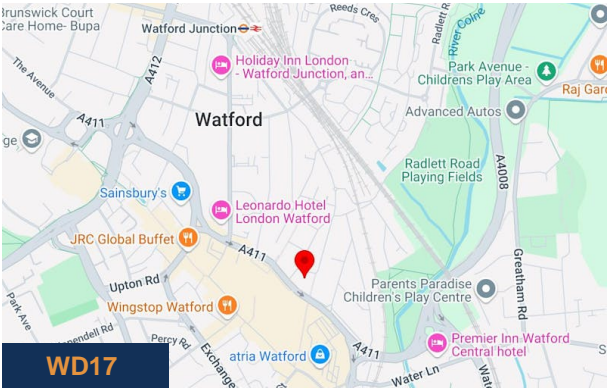 Brunswick Court
Care Home- Bupa
Reeds Cres
Watford Junction
River Colne
Radlett R
Holiday Inn London
- Watford Junction, an...
The Avenue
A412
Park Avenue -
Childrens Play Area
Raj Gar
Advanced Autos
A411
Watford
ge
Radlett Road
Playing Fields
A4008
Sainsbury's
Leonardo Hotel
London Watford
JRC Global Buffet
A411
Greatham Rd
Upton Rd
Parents Paradise
Children's Play Centre
Park Ave
Wingstop Watford
Percy Rd
Exchange
Premier Inn Watford
Central hotel
atria Watford
A411
Water Ln
WD17